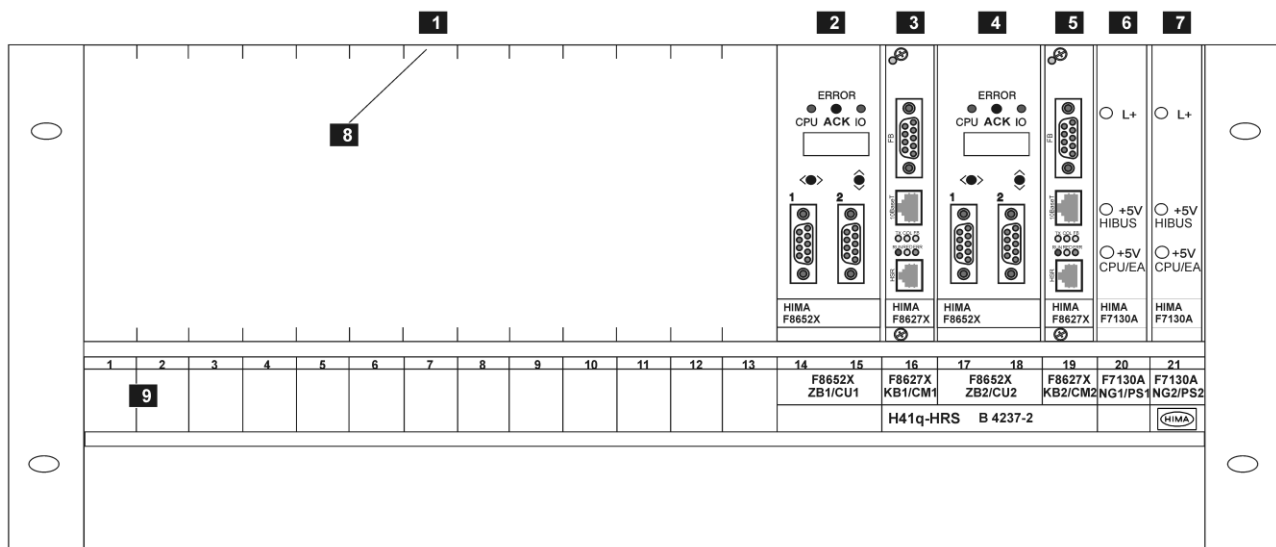 1 2 3 4 5 6 7
8
ERROR
CPU ACK IO
1 2
HIMA
F8652X
FB
10BaseT
HSR
HIMA
F8627X
ERROR
CPU ACK IO
1 2
HIMA
F8652X
FB
10BaseT
HSR
HIMA
F8627X
L+
+5V
HIBUS
+5V
CPU/EA
HIMA
F7130A
L+
+5V
HIBUS
+5V
CPU/EA
HIMA
F7130A
1 2 3 4 5 6 7 8 9 10 11 12 13 14 15 16 17 18 19 20 21
9
F8652X
ZB1/CU1
F8627X
KB1/CM1
F8652X
ZB2/CU2
F8627X
KB2/CM2
F7130A
NG1/PS1
F7130A
NG2/PS2
H41q-HRS B 4237-2
HIMA